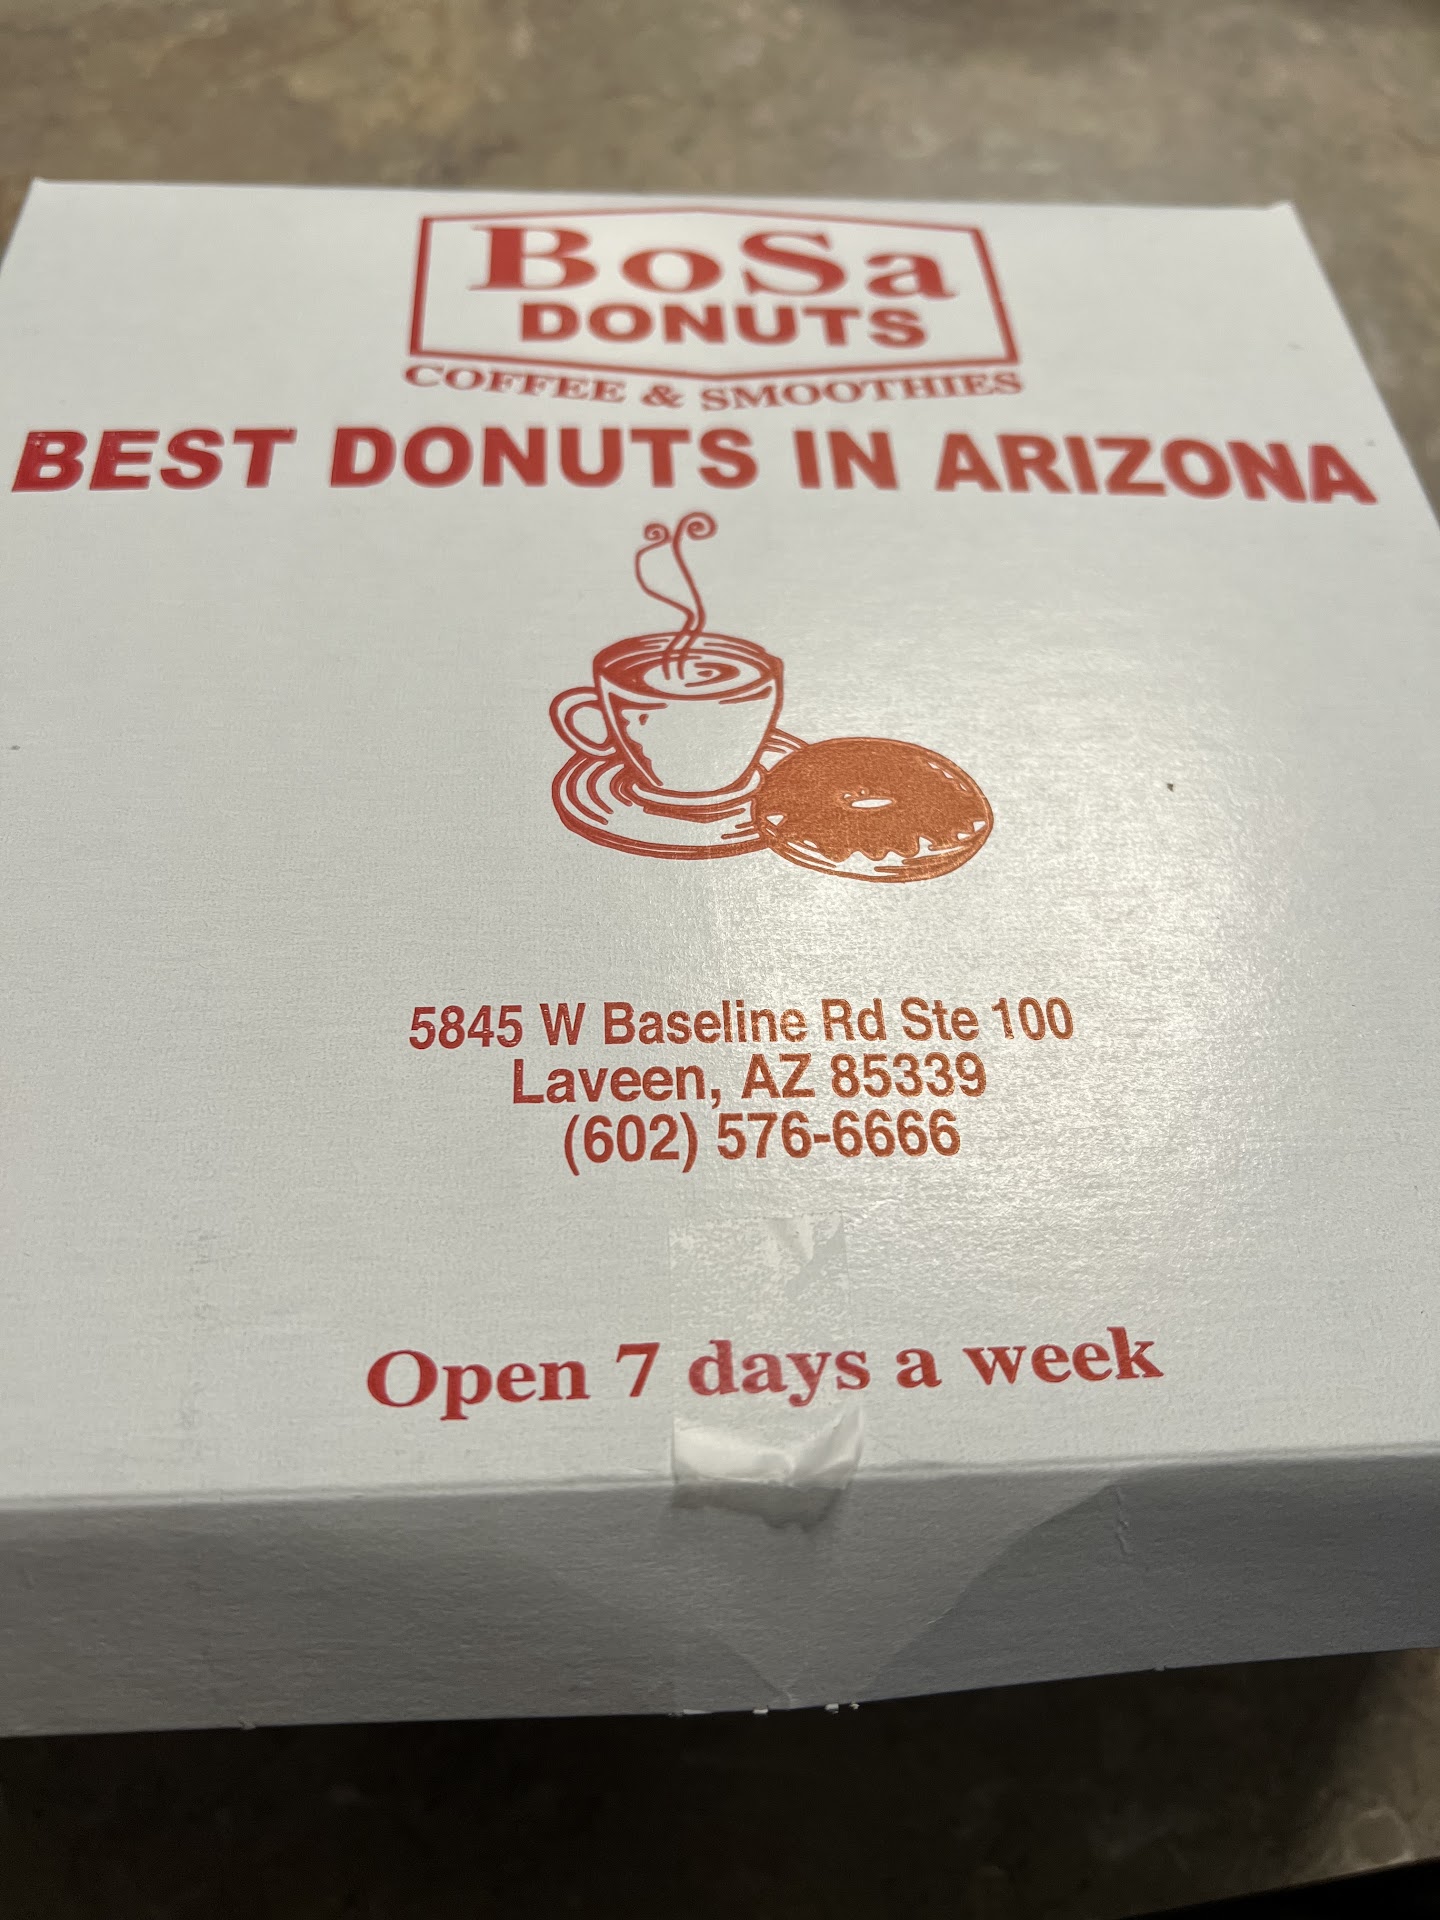 BoSa
DONUTS
COFFEE & SMOOTHIES
BEST DONUTS IN ARIZONA
5845 W Baseline Rd Ste 100
Laveen, AZ 85339
(602) 576-6666
Open 7 days a week